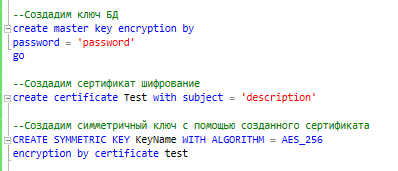 --Создадим ключ БД
create master key encryption by
password = 'password'
go
--Создадим сертификат шифрование
create certificate Test with subject = 'description'
--Создадим симметричный ключ с помощью созданного сертификата
CREATE SYMMETRIC KEY KeyName WITH ALGORITHM = AES_256
encryption by certificate test